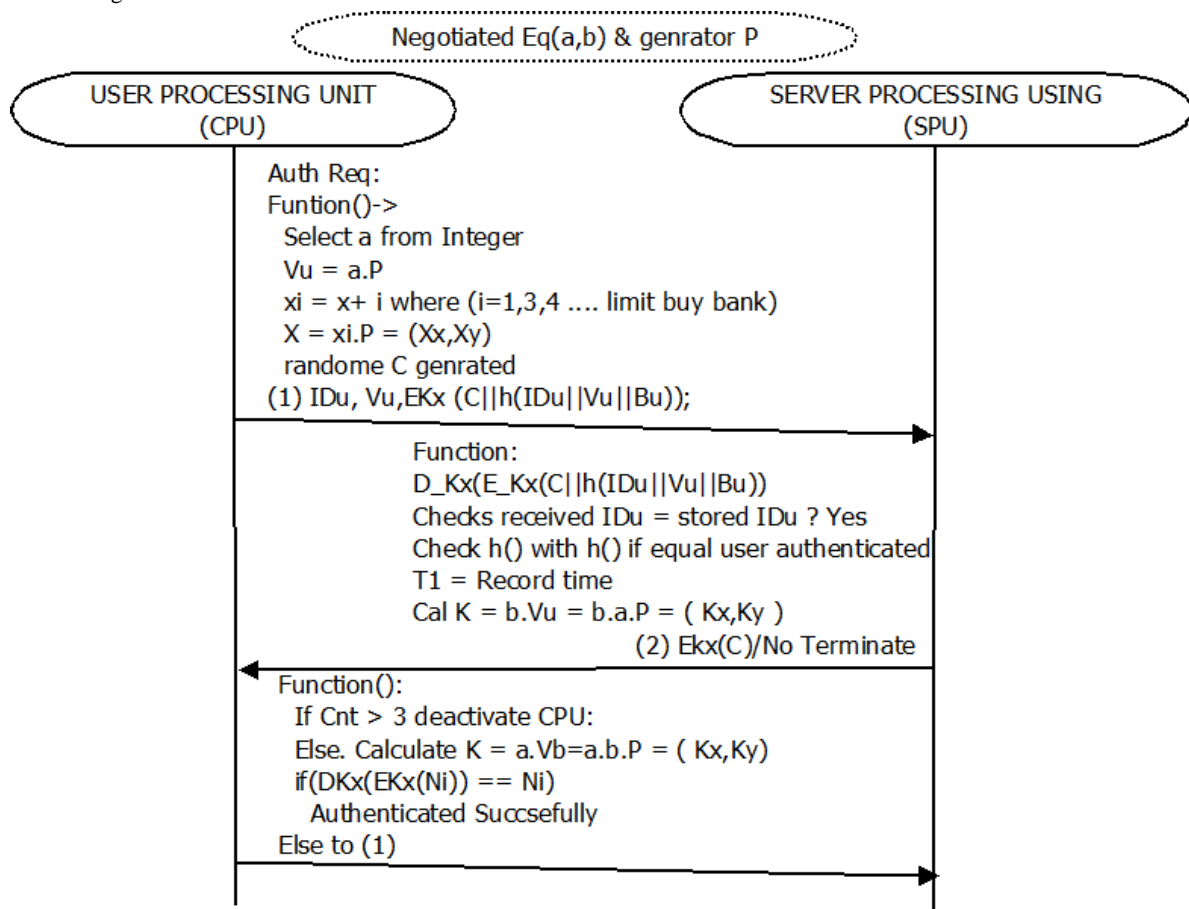 Negotiated Eq(a,b) & genrator P
USER PROCESSING UNIT
(CPU)
SERVER PROCESSING USING
(SPU)
Auth Req:
Funtion()->
Select a from Integer
Vu = a.P
xi = x+ i where (i=1,3,4 .... limit buy bank)
X = xi.P = (Xx,Xy)
randome C genrated
(1) IDu, Vu,EKx (C||h(IDu||Vu||Bu));
Function:
D_Kx(E_Kx(C||h(IDu||Vu||Bu))
Checks received IDu = stored IDu ? Yes
Check h() with h() if equal user authenticated
T1 = Record time
Cal K = b.Vu = b.a.P = ( Kx,Ky )
(2) Ekx(C)/No Terminate
Function():
If Cnt > 3 deactivate CPU:
Else. Calculate K = a.Vb=a.b.P = ( Kx,Ky)
if(DKx(EKx(Ni)) == Ni)
Authenticated Succsefully
Else to (1)